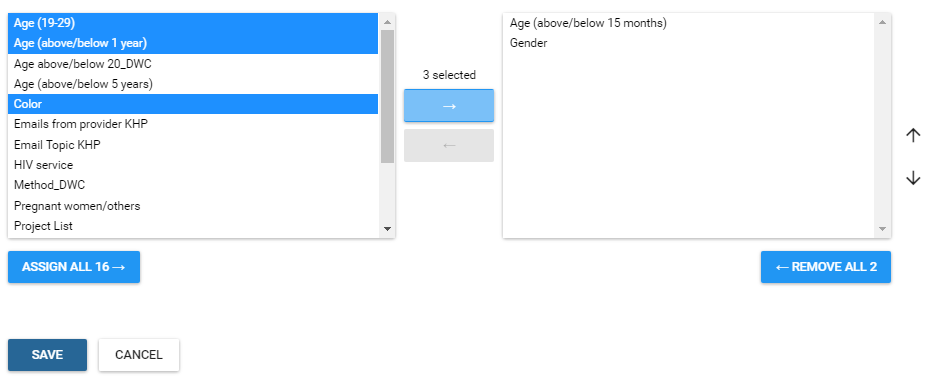 Age (19-29)
Age (above/below 1 year)
Age above/below 20_DWC
Age (above/below 5 years)
Color
Emails from provider KHP
Email Topic KHP
HIV service
Method_DWC
Pregnant women/others
Project List
3 selected
→
←
Age (above/below 15 months)
Gender
↑
↓
ASSIGN ALL 16 →
← REMOVE ALL 2
SAVE
CANCEL